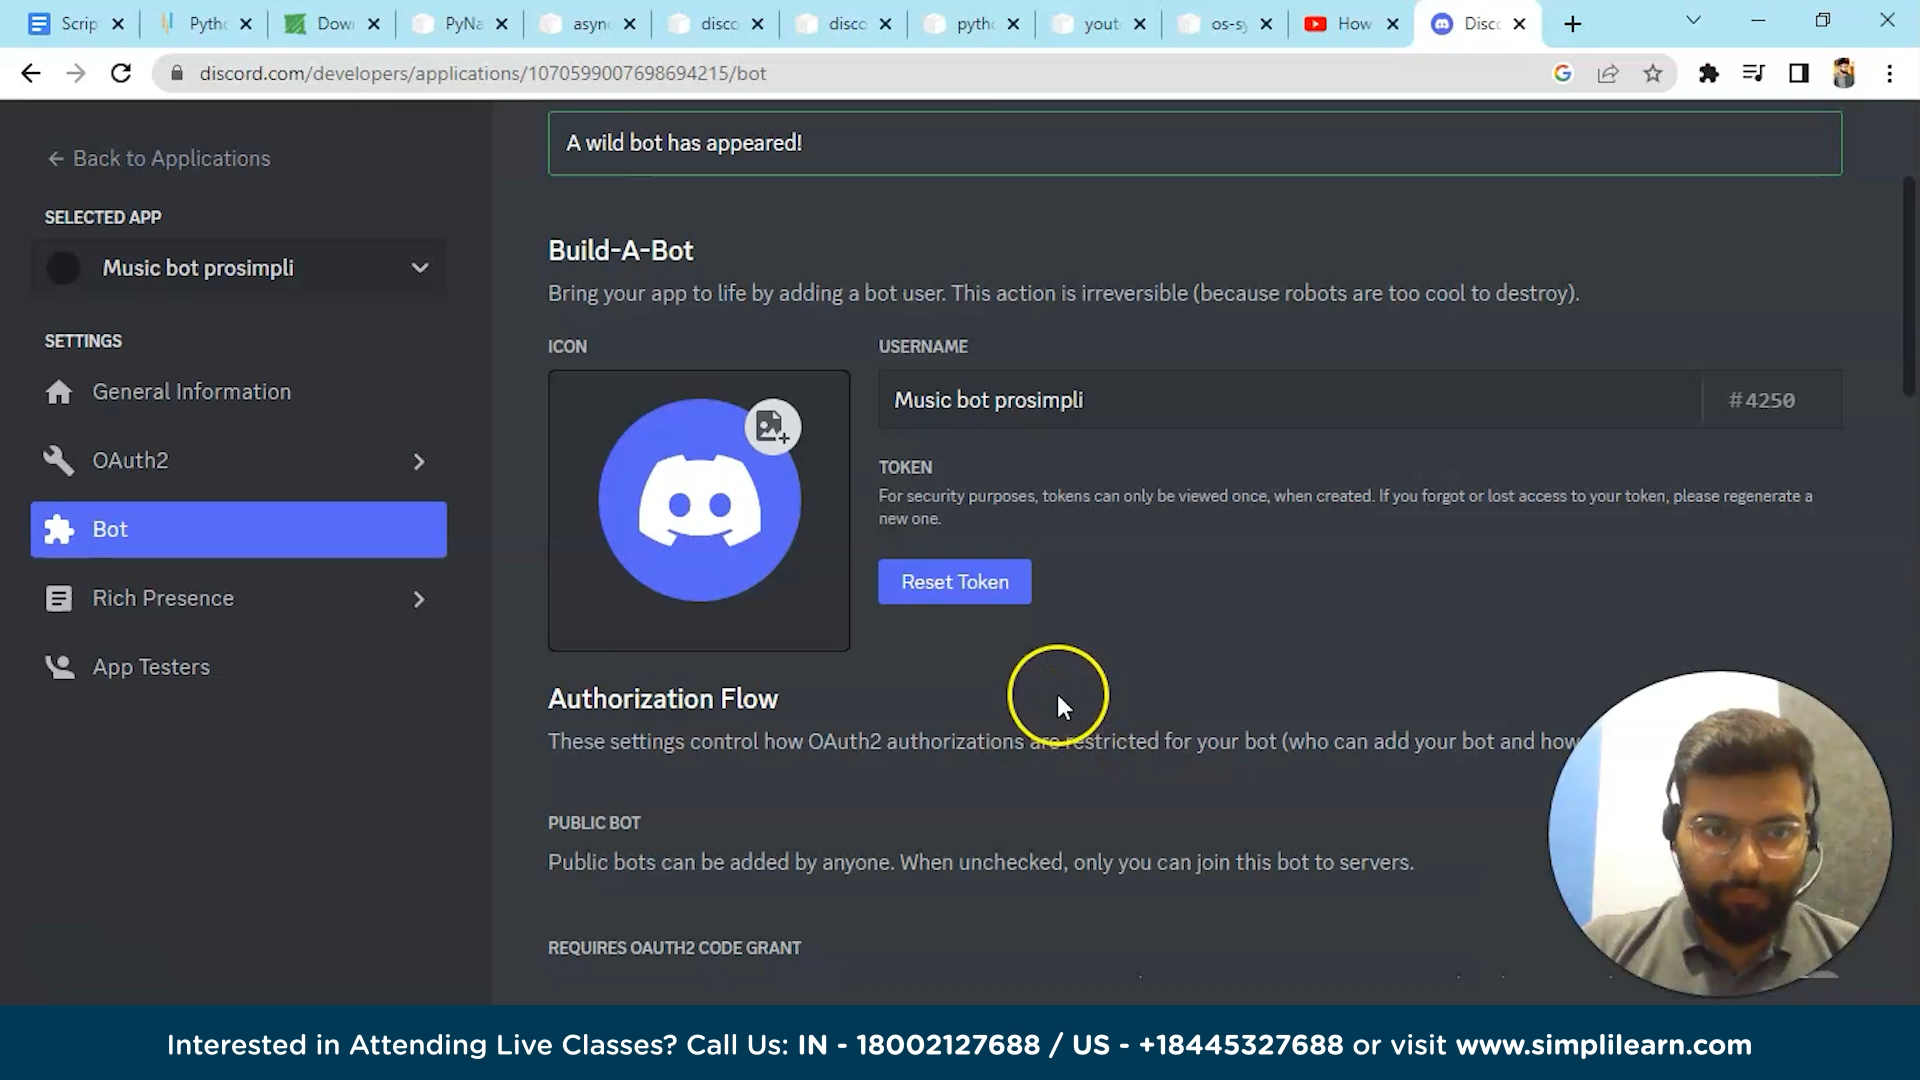 Scrip
Pytho
Dow
PyNa
async
disco
disco
pytho
yout
os-sy
How
Disc
discord.com/developers/applications/1070599007698694215/bot
A wild bot has appeared!
← Back to Applications
SELECTED APP
Music bot prosimpli
SETTINGS
General Information
OAuth2
Bot
Rich Presence
App Testers
Build-A-Bot
Bring your app to life by adding a bot user. This action is irreversible (because robots are too cool to destroy).
ICON
USERNAME
Music bot prosimpli
#4250
TOKEN
For security purposes, tokens can only be viewed once, when created. If you forgot or lost access to your token, please regenerate a
new one.
Reset Token
Authorization Flow
These settings control how OAuth2 authorizations are restricted for your bot (who can add your bot and how
PUBLIC BOT
Public bots can be added by anyone. When unchecked, only you can join this bot to servers.
REQUIRES OAUTH2 CODE GRANT
Interested in Attending Live Classes? Call Us: IN - 18002127688 / US - +18445327688 or visit www.simplilearn.com